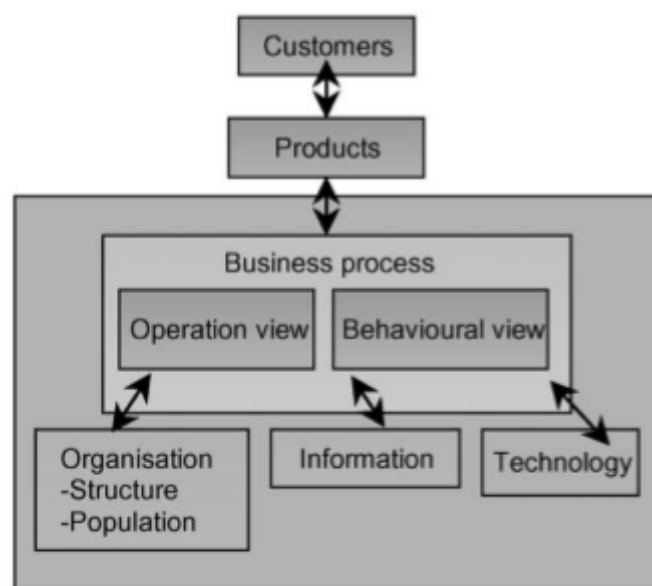 Customers
Products
Business process
Operation view
Behavioural view
Organisation
-Structure
-Population
Information
Technology